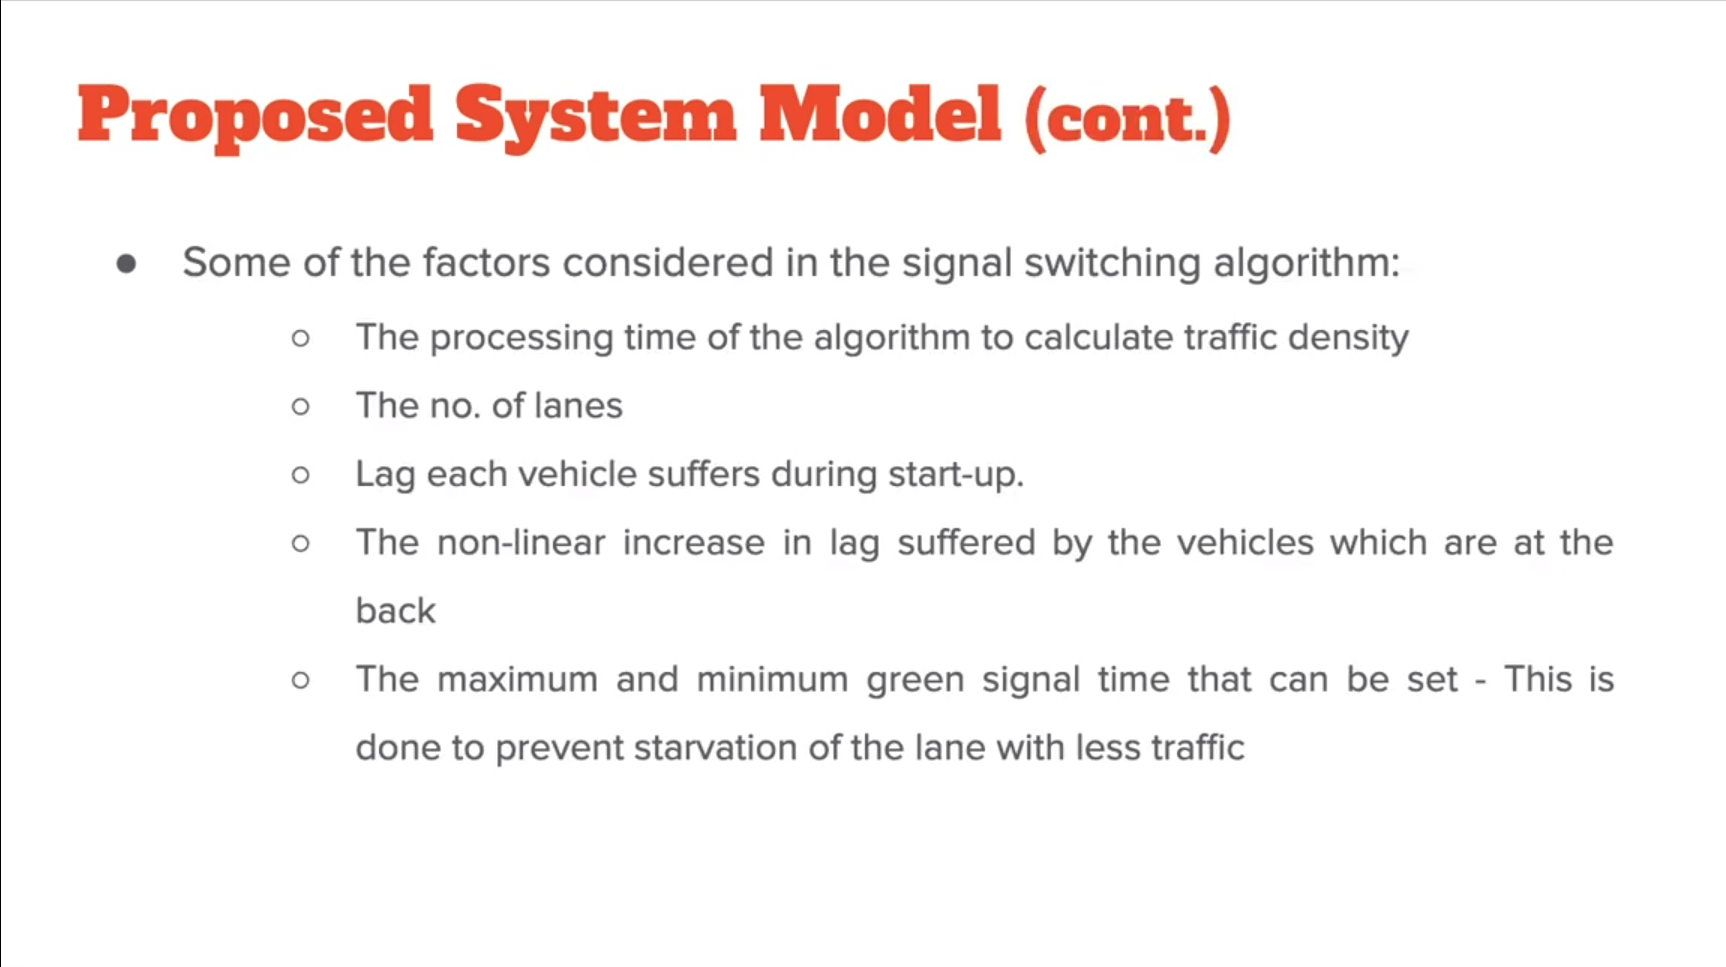 Proposed System Model (cont.)
● Some of the factors considered in the signal switching algorithm:
○ The processing time of the algorithm to calculate traffic density
○ The no. of lanes
○ Lag each vehicle suffers during start-up.
○ The non-linear increase in lag suffered by the vehicles which are at the
back
○ The maximum and minimum green signal time that can be set - This is
done to prevent starvation of the lane with less traffic